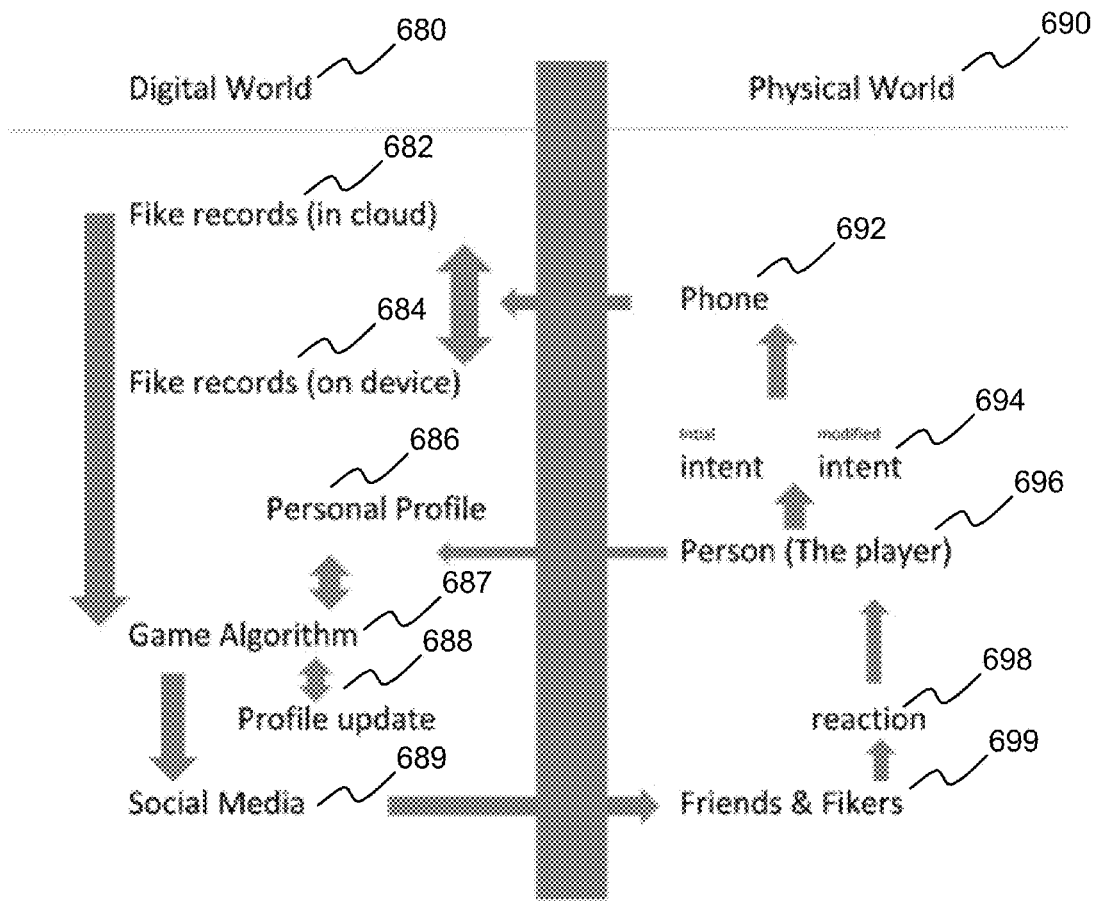 680
690
Digital World
Physical World
682
Fike records (in cloud)
692
Phone
684
Fike records (on device)
694
initial modified
intent intent
686
Personal Profile
696
Person (The player)
687
Game Algorithm
688
Profile update
698
reaction
689
Social Media
699
Friends & Fikers